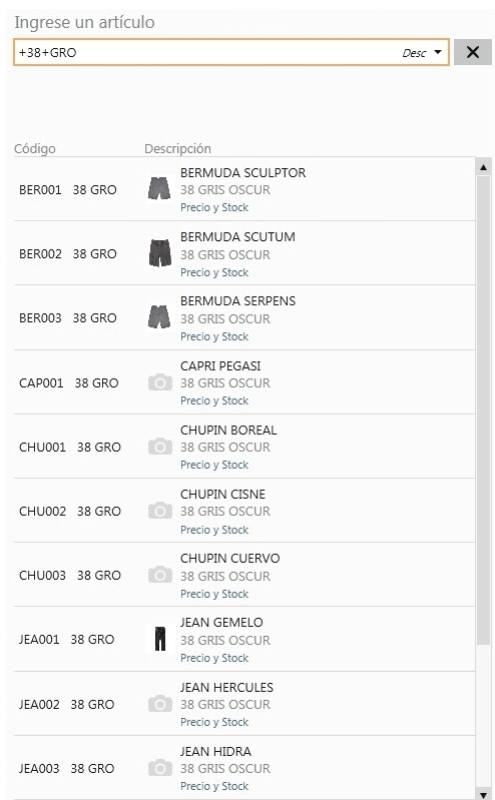 Ingrese un artículo
+38+GRO Desc
Código Descripción
BER001 38 GRO BERMUDA SCULPTOR
38 GRIS OSCUR
Precio y Stock
BER002 38 GRO BERMUDA SCUTUM
38 GRIS OSCUR
Precio y Stock
BER003 38 GRO BERMUDA SERPENS
38 GRIS OSCUR
Precio y Stock
CAP001 38 GRO CAPRI PEGASI
38 GRIS OSCUR
Precio y Stock
CHU001 38 GRO CHUPIN BOREAL
38 GRIS OSCUR
Precio y Stock
CHU002 38 GRO CHUPIN CISNE
38 GRIS OSCUR
Precio y Stock
CHU003 38 GRO CHUPIN CUERVO
38 GRIS OSCUR
Precio y Stock
JEA001 38 GRO JEAN GEMELO
38 GRIS OSCUR
Precio y Stock
JEA002 38 GRO JEAN HERCULES
38 GRIS OSCUR
Precio y Stock
JEA003 38 GRO JEAN HIDRA
38 GRIS OSCUR
Precio y Stock